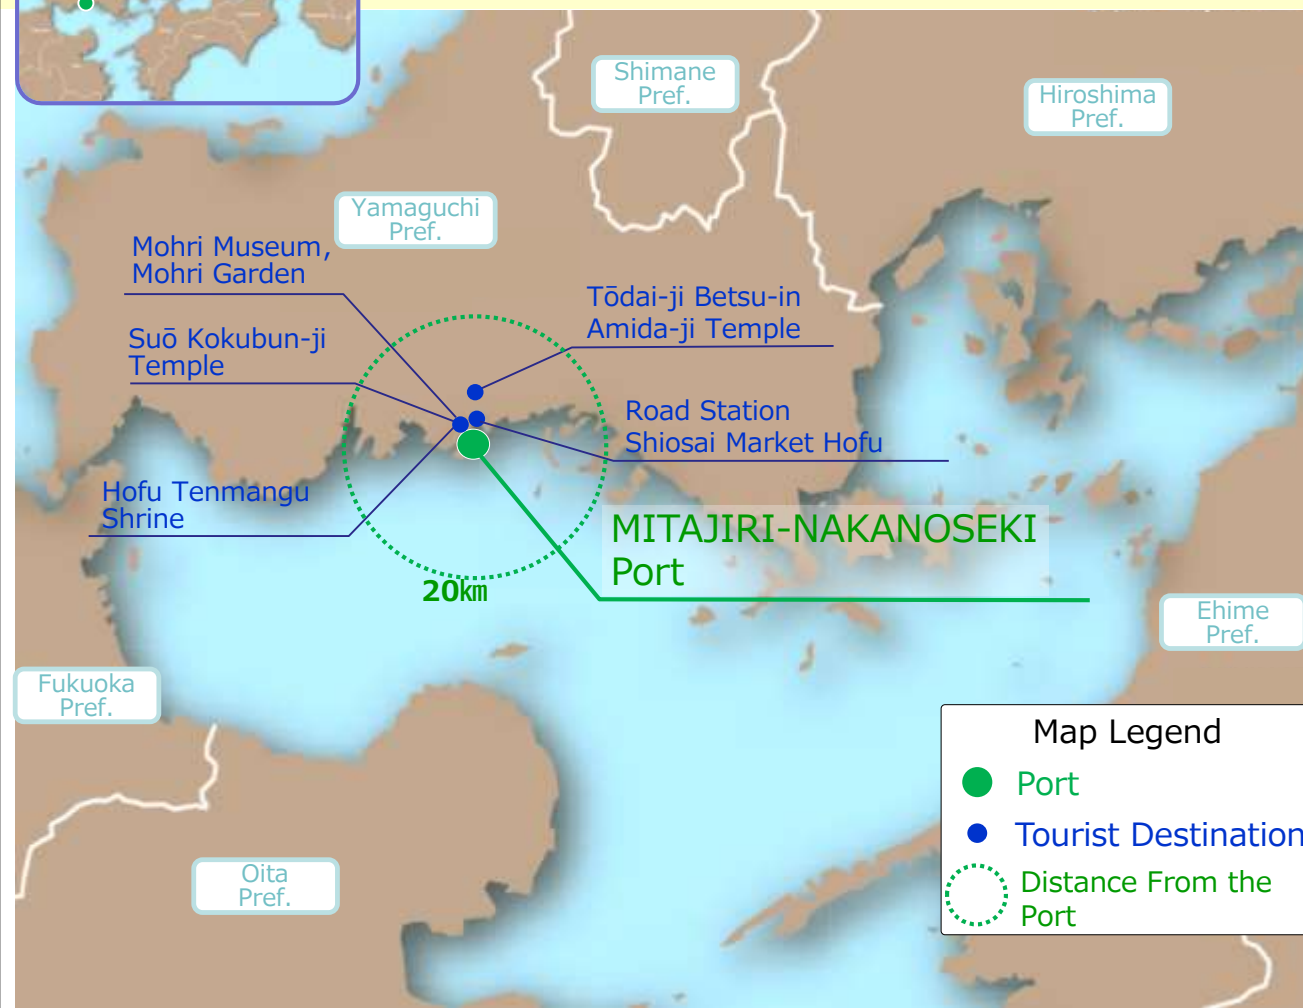 Shimane
Pref.
Hiroshima
Pref.
Yamaguchi
Pref.
Mohri Museum,
Mohri Garden
Tōdai-ji Betsu-in
Amida-ji Temple
Suō Kokubun-ji
Temple
Road Station
Shiosai Market Hofu
Hofu Tenmangu
Shrine
MITAJIRI-NAKANOSEKI
Port
20㎞
Ehime
Pref.
Fukuoka
Pref.
Map Legend
Port
Tourist Destination
Distance From the
Port
Oita
Pref.